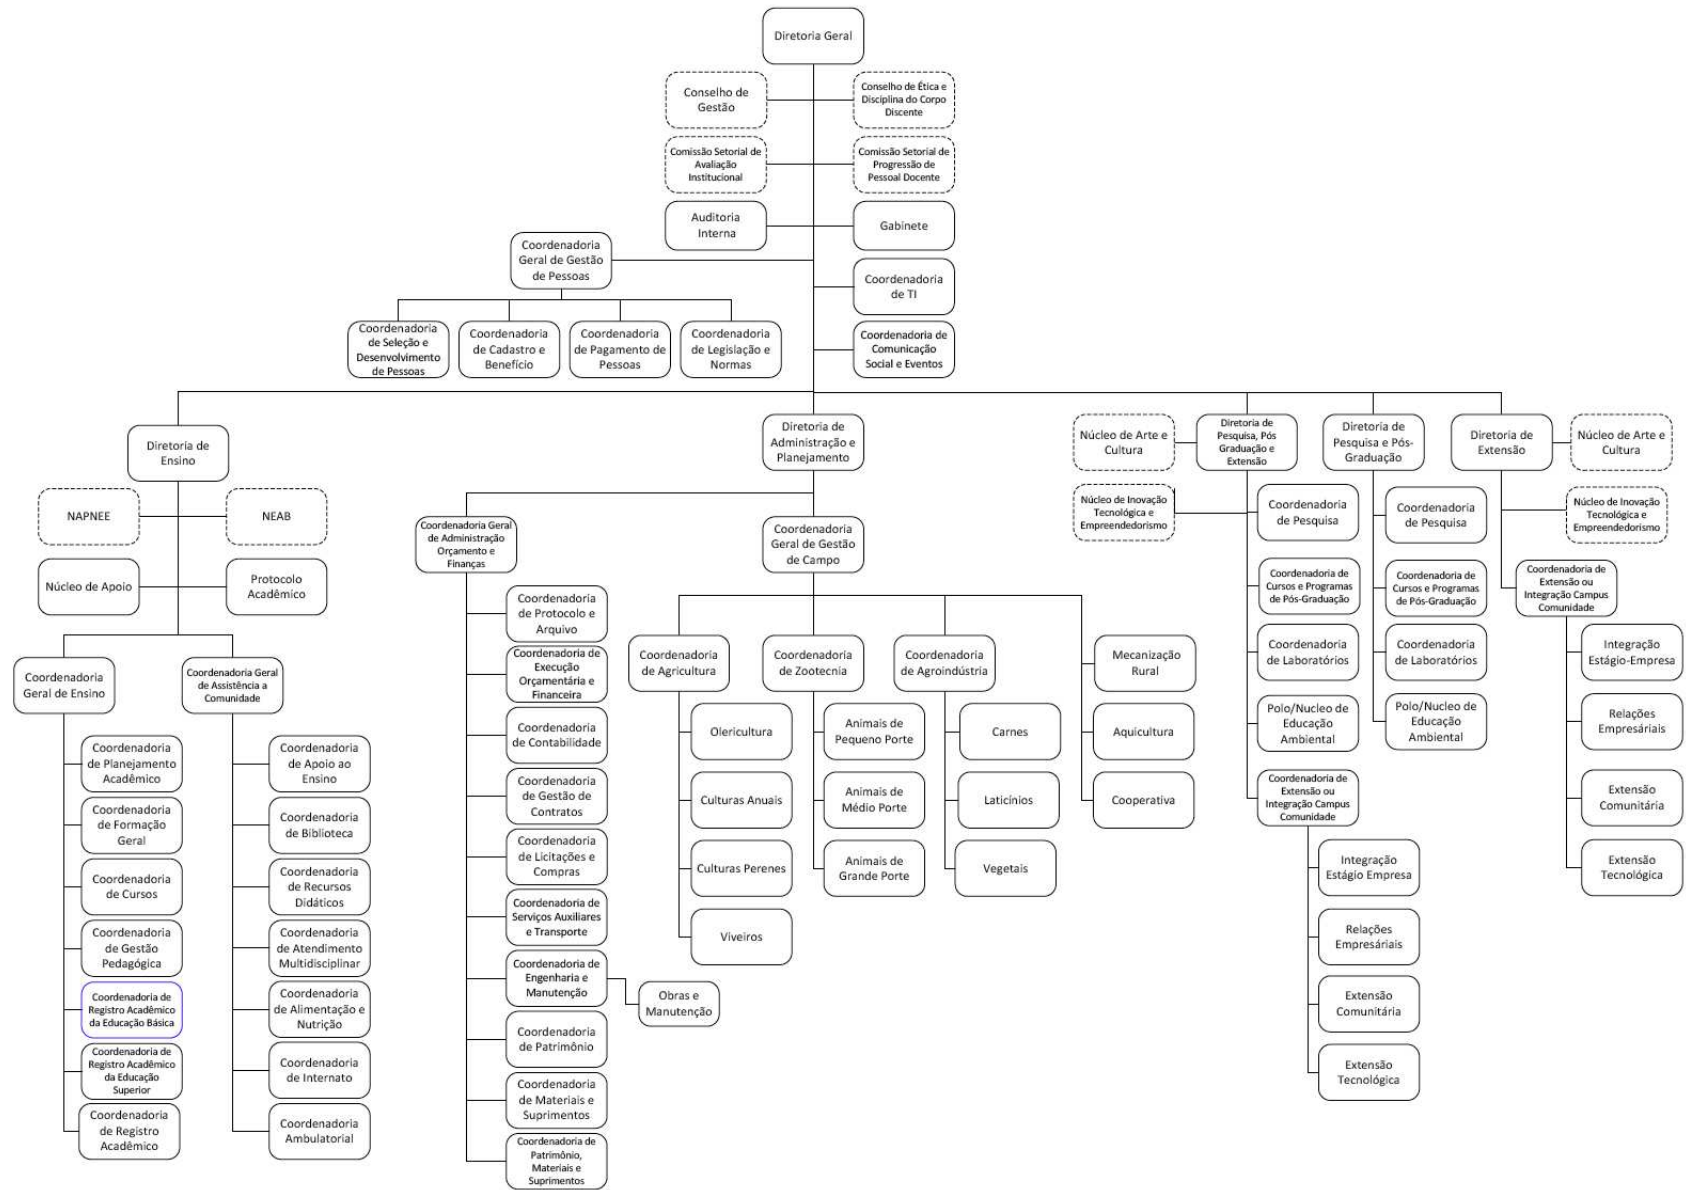 Diretoria Geral
Conselho de
Gestão
Conselho de Ética e
Disciplina do Corpo
Discente
Comissão Setorial de
Avaliação
Institucional
Comissão Setorial de
Progressão de
Pessoal Docente
Auditoria
Interna
Gabinete
Coordenadoria
Geral de Gestão
de Pessoas
Coordenadoria
de TI
Coordenadoria
de Seleção e
Desenvolvimento
de Pessoas
Coordenadoria
de Cadastro e
Benefício
Coordenadoria
de Pagamento de
Pessoas
Coordenadoria
de Legislação e
Normas
Coordenadoria de
Comunicação
Social e Eventos
Diretoria de
Ensino
NAPNEE
NEAB
Núcleo de Apoio
Protocolo
Acadêmico
Coordenadoria
Geral de Ensino
Coordenadoria Geral
de Assistência a
Comunidade
Coordenadoria
de Planejamento
Acadêmico
Coordenadoria
de Formação
Geral
Coordenadoria
de Cursos
Coordenadoria
de Gestão
Pedagógica
Coordenadoria de
Registro Acadêmico
da Educação Básica
Coordenadoria de
Registro Acadêmico
da Educação
Superior
Coordenadoria
de Registro
Acadêmico
Coordenadoria
de Apoio ao
Ensino
Coordenadoria
de Biblioteca
Coordenadoria
de Recursos
Didáticos
Coordenadoria
de Atendimento
Multidisciplinar
Coordenadoria
de Alimentação e
Nutrição
Coordenadoria
de Internato
Coordenadoria
Ambulatorial
Diretoria de
Administração e
Planejamento
Coordenadoria Geral
de Administração
Orçamento e
Finanças
Coordenadoria
de Protocolo e
Arquivo
Coordenadoria de
Execução
Orçamentária e
Financeira
Coordenadoria
de Contabilidade
Coordenadoria
de Gestão de
Contratos
Coordenadoria
de Licitações e
Compras
Coordenadoria de
Serviços Auxiliares
e Transporte
Coordenadoria de
Engenharia e
Manutenção
Obras e
Manutenção
Coordenadoria
de Patrimônio
Coordenadoria
de Materiais e
Suprimentos
Coordenadoria de
Patrimônio,
Materiais e
Suprimentos
Coordenadoria
Geral de Gestão
de Campo
Coordenadoria
de Agricultura
Olericultura
Culturas Anuais
Culturas Perenes
Viveiros
Coordenadoria
de Zootecnia
Animais de
Pequeno Porte
Animais de
Médio Porte
Animais de
Grande Porte
Coordenadoria
de Agroindústria
Carnes
Laticínios
Vegetais
Mecanização
Rural
Aquicultura
Cooperativa
Núcleo de Arte e
Cultura
Diretoria de
Pesquisa, Pós
Graduação e
Extensão
Núcleo de Inovação
Tecnológica e
Empreendedorismo
Coordenadoria
de Pesquisa
Coordenadoria de
Cursos e Programas
de Pós-Graduação
Coordenadoria
de Laboratórios
Polo/Nucleo de
Educação
Ambiental
Coordenadoria de
Extensão ou
Integração Campus
Comunidade
Integração
Estágio Empresa
Relações
Empresáriais
Extensão
Comunitária
Extensão
Tecnológica
Diretoria de
Pesquisa e Pós-
Graduação
Coordenadoria
de Pesquisa
Coordenadoria de
Cursos e Programas
de Pós-Graduação
Coordenadoria
de Laboratórios
Polo/Nucleo de
Educação
Ambiental
Diretoria de
Extensão
Núcleo de Arte e
Cultura
Núcleo de Inovação
Tecnológica e
Empreendedorismo
Coordenadoria de
Extensão ou
Integração Campus
Comunidade
Integração
Estágio-Empresa
Relações
Empresáriais
Extensão
Comunitária
Extensão
Tecnológica